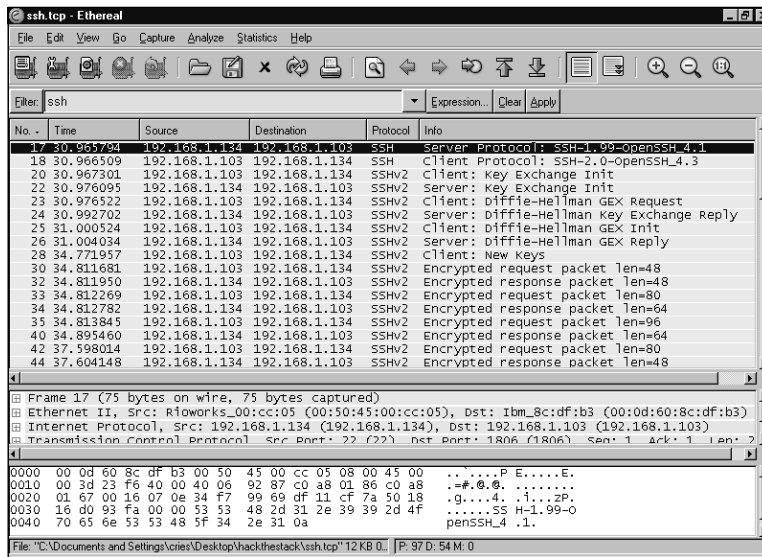 ssh.tcp - Ethereal
File Edit View Go Capture Analyze Statistics Help
Filter: ssh Expression... Clear Apply
No. - Time Source Destination Protocol Info
17 30.965794 192.168.1.134 192.168.1.103 SSH Server Protocol: SSH-1.99-OpenSSH_4.1
18 30.966509 192.168.1.103 192.168.1.134 SSH Client Protocol: SSH-2.0-OpenSSH_4.3
20 30.967301 192.168.1.103 192.168.1.134 SSHv2 Client: Key Exchange Init
22 30.976095 192.168.1.134 192.168.1.103 SSHv2 Server: Key Exchange Init
23 30.976522 192.168.1.103 192.168.1.134 SSHv2 Client: Diffie-Hellman GEX Request
24 30.992702 192.168.1.134 192.168.1.103 SSHv2 Server: Diffie-Hellman Key Exchange Reply
25 31.000524 192.168.1.103 192.168.1.134 SSHv2 Client: Diffie-Hellman GEX Init
26 31.004034 192.168.1.134 192.168.1.103 SSHv2 Server: Diffie-Hellman GEX Reply
28 34.771957 192.168.1.103 192.168.1.134 SSHv2 Client: New Keys
30 34.811681 192.168.1.103 192.168.1.134 SSHv2 Encrypted request packet len=48
32 34.811950 192.168.1.134 192.168.1.103 SSHv2 Encrypted response packet len=48
33 34.812269 192.168.1.103 192.168.1.134 SSHv2 Encrypted request packet len=80
34 34.812782 192.168.1.134 192.168.1.103 SSHv2 Encrypted response packet len=64
35 34.813845 192.168.1.103 192.168.1.134 SSHv2 Encrypted request packet len=96
40 34.895460 192.168.1.134 192.168.1.103 SSHv2 Encrypted response packet len=64
42 37.598014 192.168.1.103 192.168.1.134 SSHv2 Encrypted request packet len=80
44 37.604148 192.168.1.134 192.168.1.103 SSHv2 Encrypted response packet len=48
Frame 17 (75 bytes on wire, 75 bytes captured)
Ethernet II, Src: Rioworks_00:cc:05 (00:50:45:00:cc:05), Dst: Ibm_8c:df:b3 (00:0d:60:8c:df:b3)
Internet Protocol, Src: 192.168.1.134 (192.168.1.134), Dst: 192.168.1.103 (192.168.1.103)
Transmission Control Protocol, Src Port: 22 (22), Dst Port: 1806 (1806), Seq: 1, Ack: 1, Len: 2
0000 00 0d 60 8c df b3 00 50 45 00 cc 05 08 00 45 00 ..`....P E.....E.
0010 00 3d 23 f6 40 00 40 06 92 87 c0 a8 01 86 c0 a8 .=#.@.@. ........
0020 01 67 00 16 07 0e 34 f7 99 69 df 11 cf 7a 50 18 .g....4. .i...zP.
0030 16 d0 93 fa 00 00 53 53 48 2d 31 2e 39 39 2d 4f ......SS H-1.99-O
0040 70 65 6e 53 53 48 5f 34 2e 31 0a penSSH_4 .1.
File: "C:\Documents and Settings\cries\Desktop\hackthestack\ssh.tcp" 12 KB 0... P: 97 D: 54 M: 0